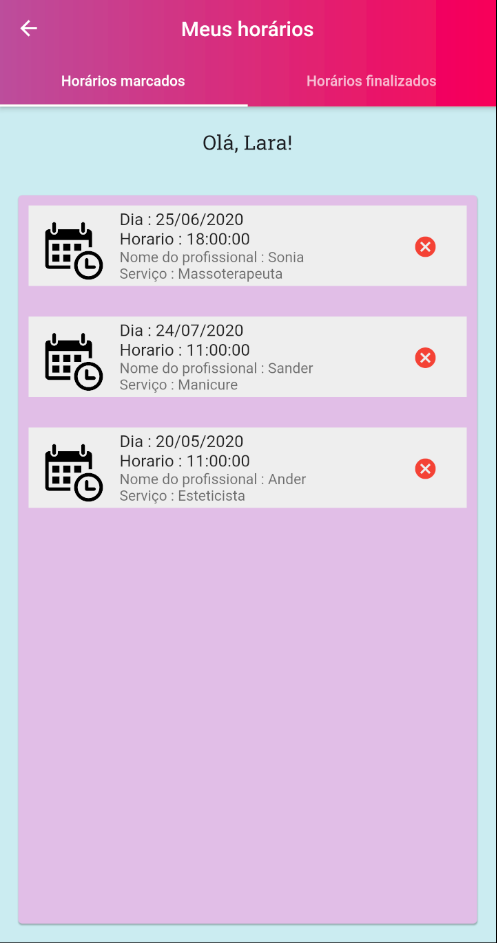 Meus horários
Horários marcados
Horários finalizados
Olá, Lara!
Dia : 25/06/2020
Horario : 18:00:00
Nome do profissional : Sonia
Serviço : Massoterapeuta
Dia : 24/07/2020
Horario : 11:00:00
Nome do profissional : Sander
Serviço : Manicure
Dia : 20/05/2020
Horario : 11:00:00
Nome do profissional : Ander
Serviço : Esteticista